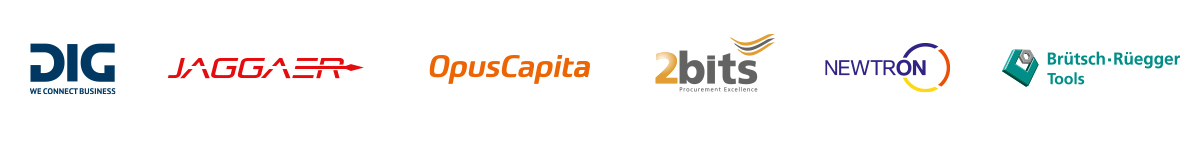 DIG
WE CONNECT BUSINESS
JAGGAER
OpusCapita
2bits
Procurement Excellence
NEWTRON
Brütsch·Rüegger
Tools